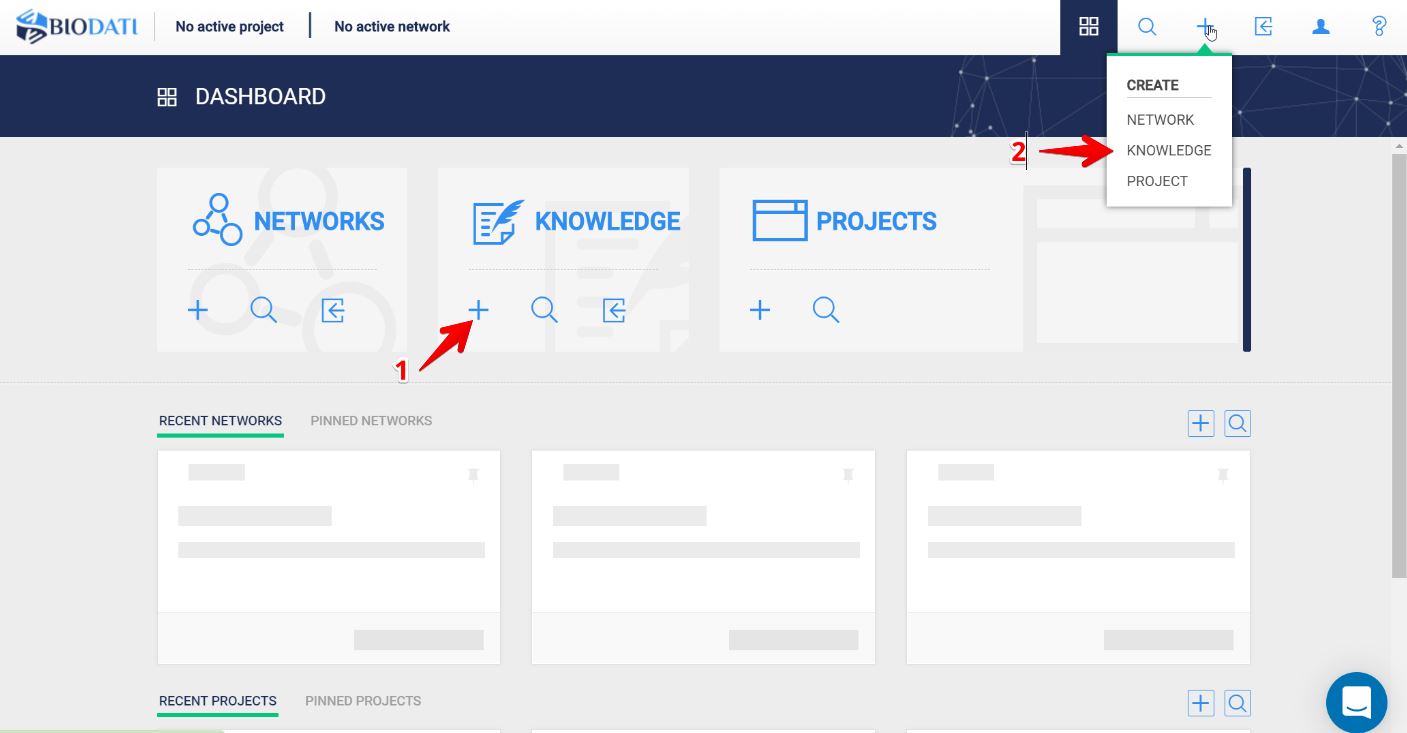 BIODATI No active project No active network
DASHBOARD
CREATE
NETWORK
KNOWLEDGE
PROJECT
2
NETWORKS KNOWLEDGE PROJECTS
1
RECENT NETWORKS PINNED NETWORKS
RECENT PROJECTS PINNED PROJECTS